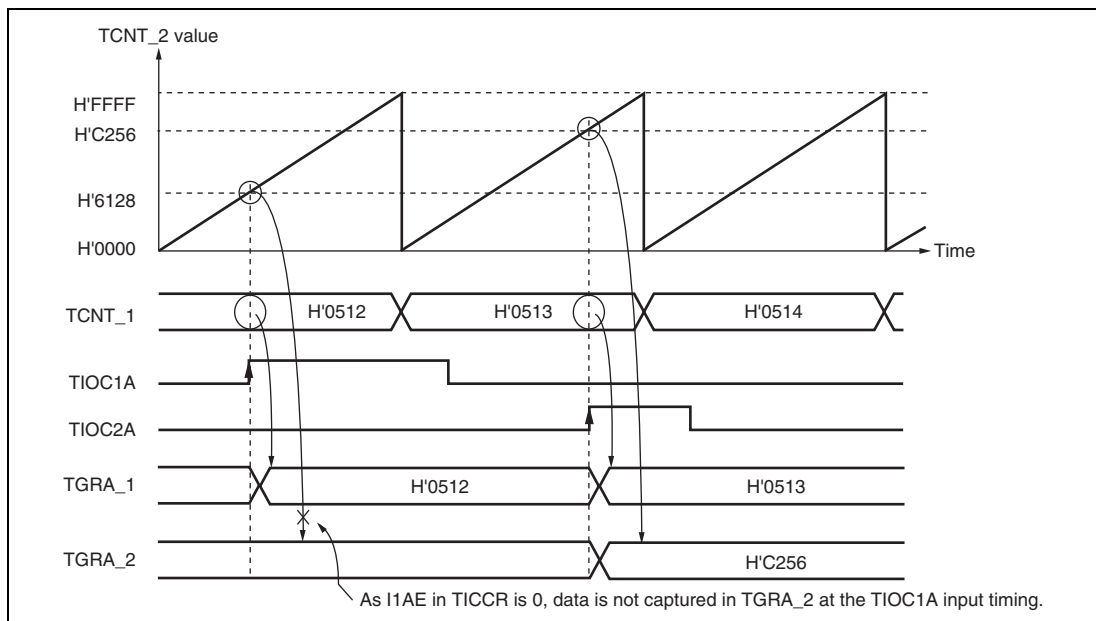 TCNT_2 value
H'FFFF
H'C256
H'6128
H'0000
Time
TCNT_1 H'0512 H'0513 H'0514
TIOC1A
TIOC2A
TGRA_1 H'0512 H'0513
TGRA_2 H'C256
As I1AE in TICCR is 0, data is not captured in TGRA_2 at the TIOC1A input timing.